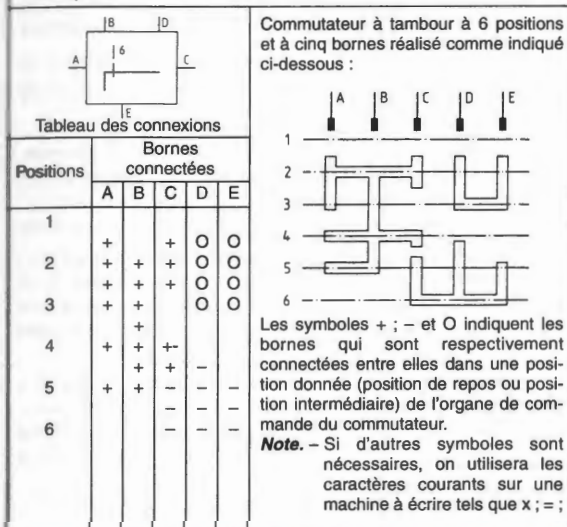 B D
6
A C
E
Tableau des connexions
Positions
Bornes
connectées
A B C D E
1
+ + O O
2 + + O O
+ + + O O
3 + + O O
+
4 + + +-
+ + −
5 + + − − −
− − −
6 − − −
Commutateur à tambour à 6 positions
et à cinq bornes réalisé comme indiqué
ci-dessous :
A B C D E
1
2
3
4
5
6
Les symboles + ; − et O indiquent les
bornes qui sont respectivement
connectées entre elles dans une posi-
tion donnée (position de repos ou posi-
tion intermédiaire) de l'organe de com-
mande du commutateur.
Note. – Si d'autres symboles sont
nécessaires, on utilisera les
caractères courants sur une
machine à écrire tels que x ; = ;